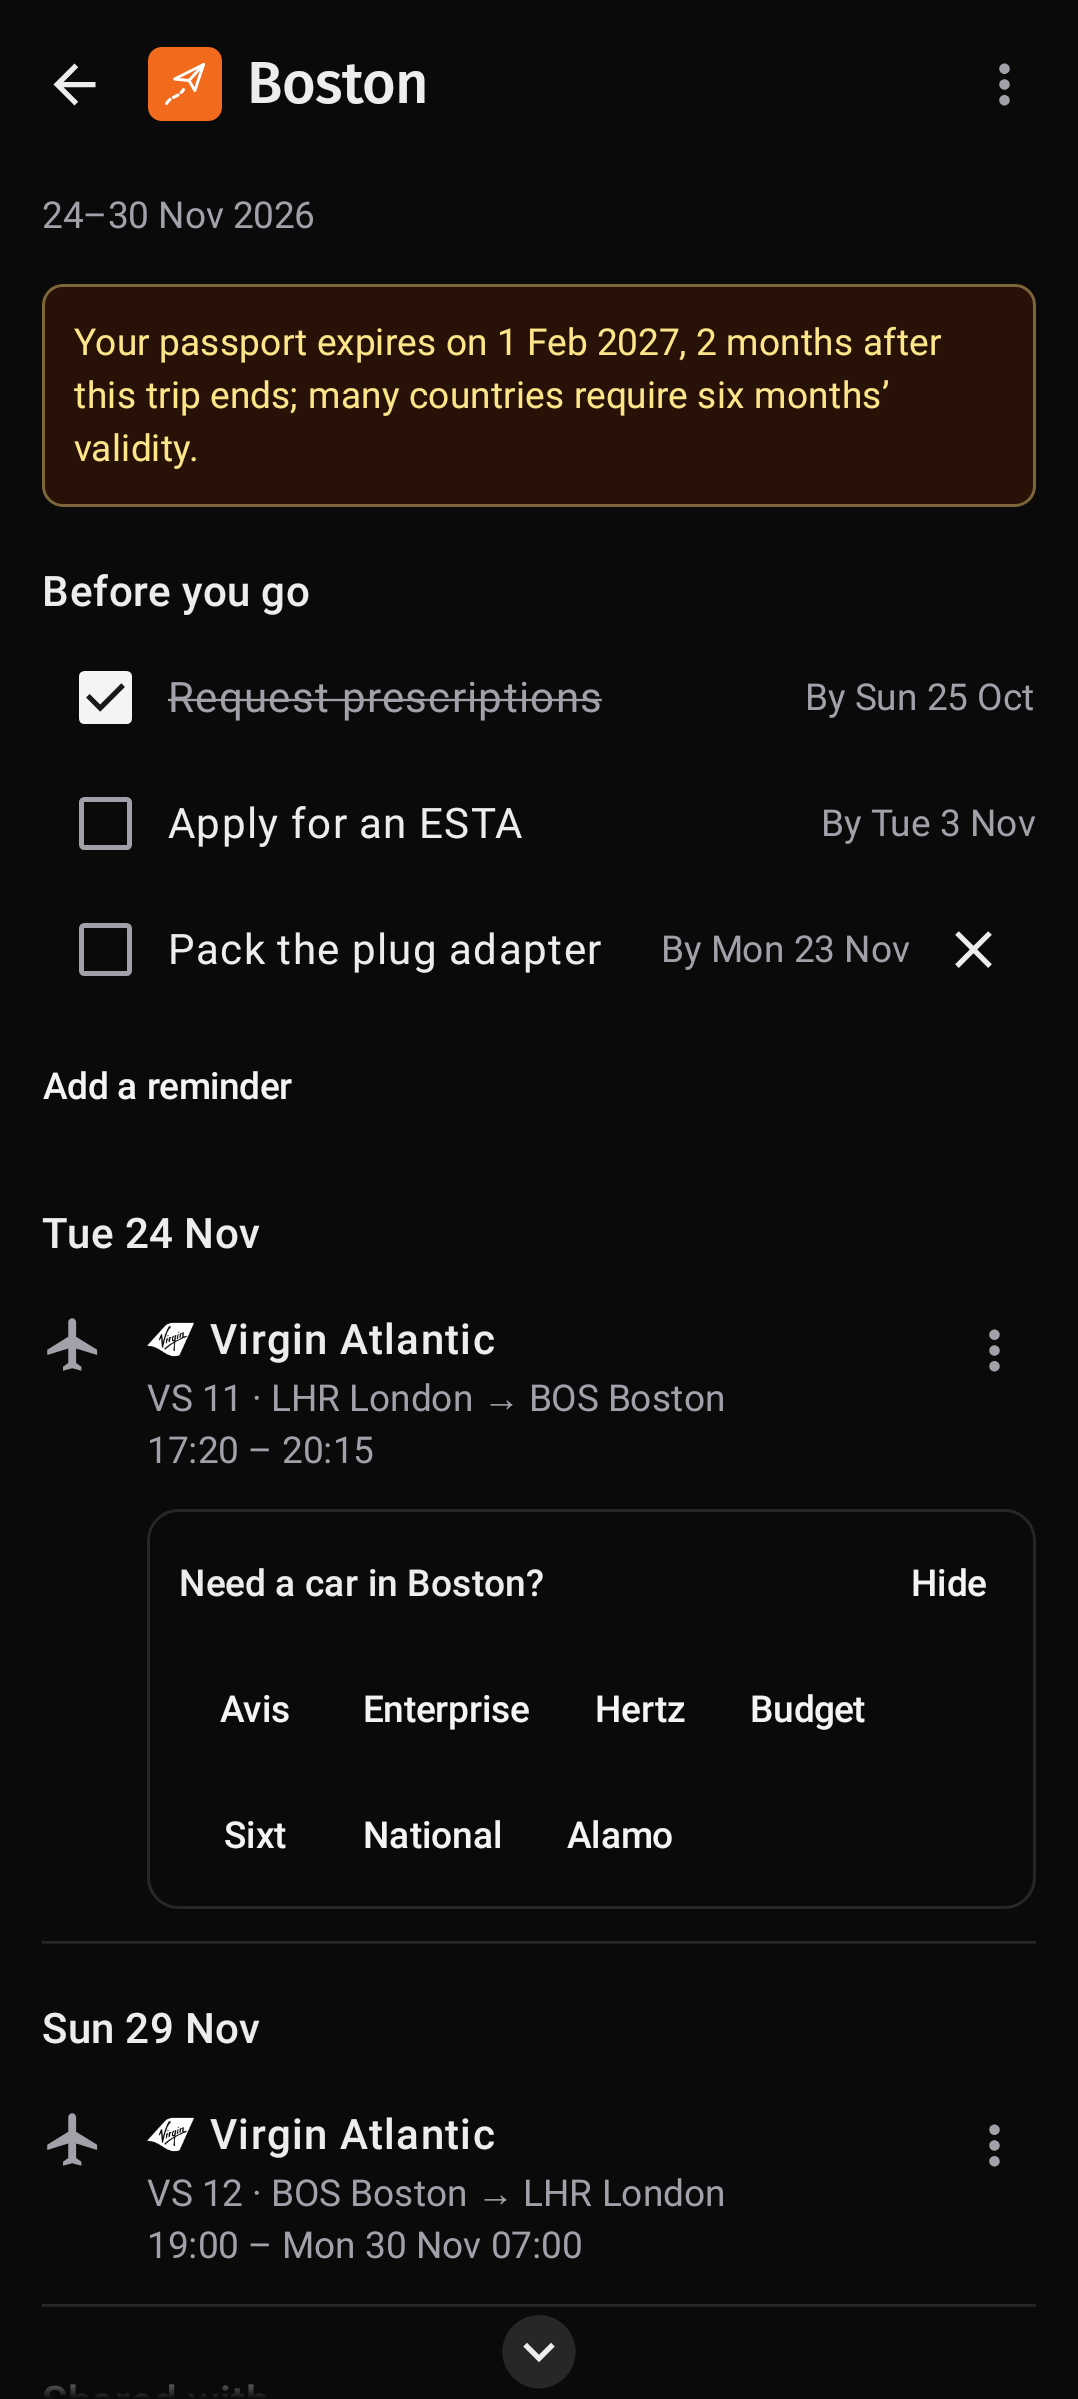 Boston
24–30 Nov 2026
Your passport expires on 1 Feb 2027, 2 months after
this trip ends; many countries require six months’
validity.
Before you go
Request prescriptions By Sun 25 Oct
Apply for an ESTA By Tue 3 Nov
Pack the plug adapter By Mon 23 Nov
Add a reminder
Tue 24 Nov
Virgin Virgin Atlantic
VS 11 · LHR London → BOS Boston
17:20 – 20:15
Need a car in Boston? Hide
Avis Enterprise Hertz Budget
Sixt National Alamo
Sun 29 Nov
Virgin Virgin Atlantic
VS 12 · BOS Boston → LHR London
19:00 – Mon 30 Nov 07:00
Shared with